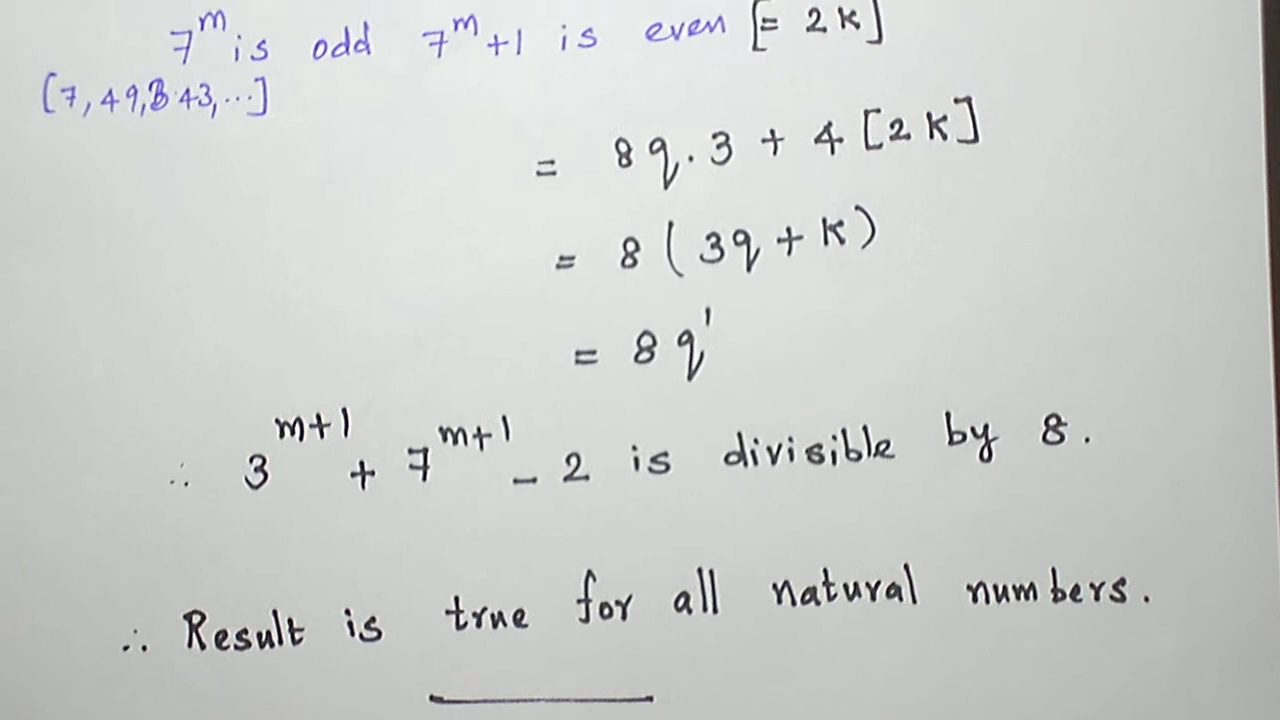 7^m is odd 7^m+1 is even [= 2k]
[7, 49, 343, ...]
= 8q.3 + 4[2k]
= 8(3q+k)
= 8q'
∴ 3^{m+1} + 7^{m+1} - 2 is divisible by 8.
∴ Result is true for all natural numbers.